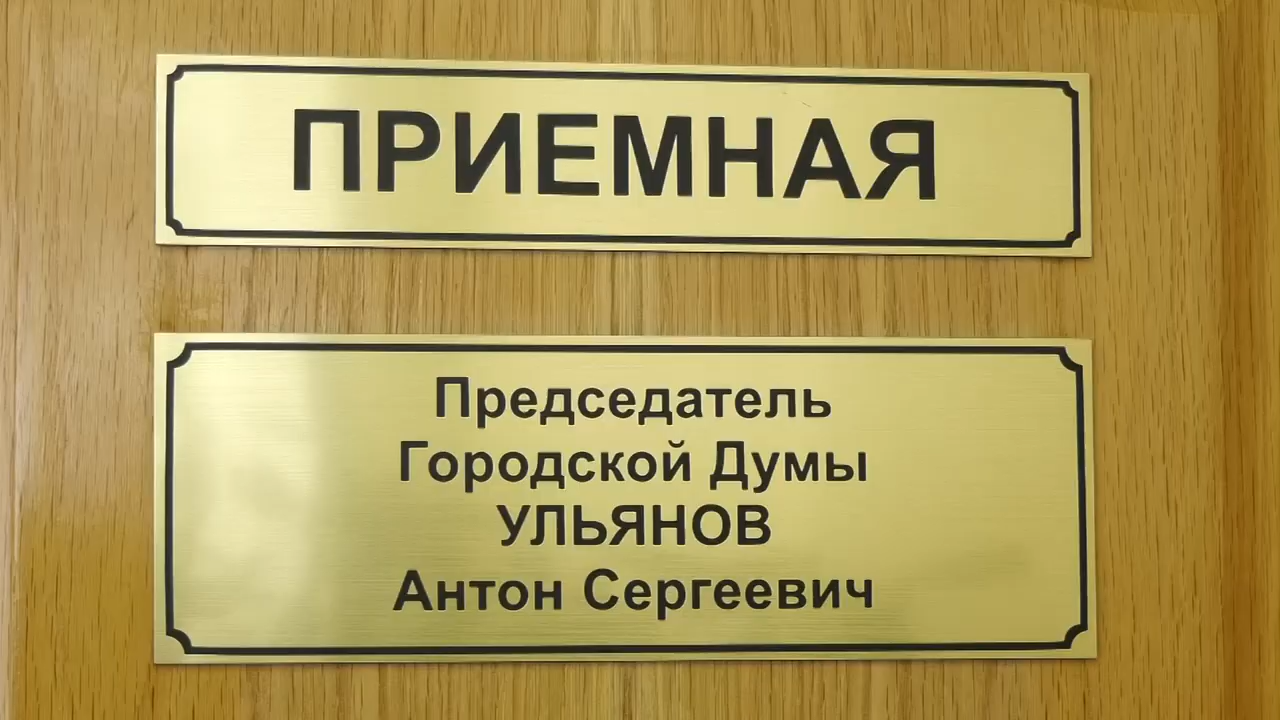 ПРИЕМНАЯ
Председатель
Городской Думы
УЛЬЯНОВ
Антон Сергеевич